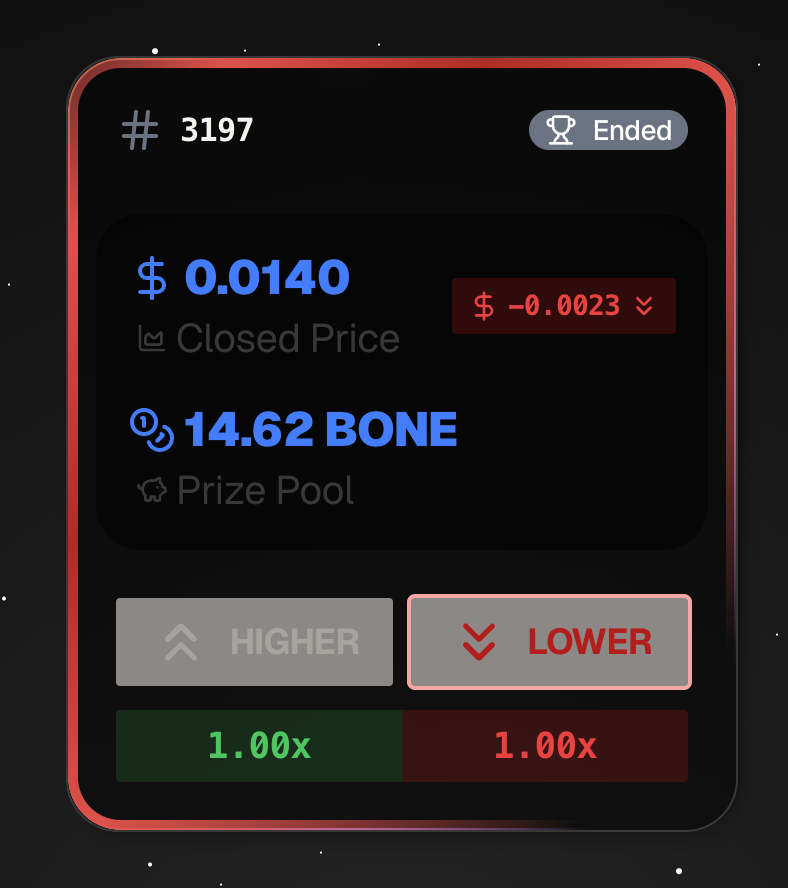 # 3197
Ended
$ 0.0140
$ −0.0023
Closed Price
14.62 BONE
Prize Pool
HIGHER
LOWER
1.00x
1.00x